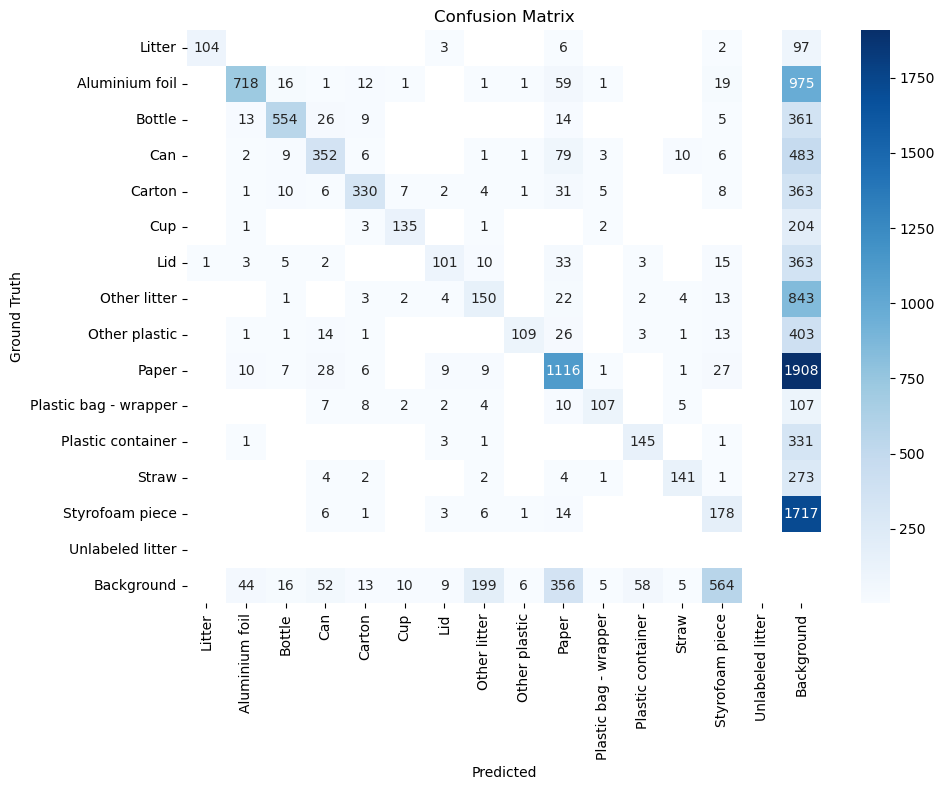 Confusion Matrix
Litter 104 3 6 2 97
Aluminium foil 718 16 1 12 1 1 1 59 1 19 975
Bottle 13 554 26 9 14 5 361
Can 2 9 352 6 1 1 79 3 10 6 483
Carton 1 10 6 330 7 2 4 1 31 5 8 363
Cup 1 3 135 1 2 204
Lid 1 3 5 2 101 10 33 3 15 363
Other litter 1 3 2 4 150 22 2 4 13 843
Other plastic 1 1 14 1 109 26 3 1 13 403
Paper 10 7 28 6 9 9 1116 1 1 27 1908
Plastic bag - wrapper 7 8 2 2 4 10 107 5 107
Plastic container 1 3 1 145 1 331
Straw 4 2 2 4 1 141 1 273
Styrofoam piece 6 1 3 6 1 14 178 1717
Unlabeled litter
Background 44 16 52 13 10 9 199 6 356 5 58 5 564
Ground Truth
Litter
Aluminium foil
Bottle
Can
Carton
Cup
Lid
Other litter
Other plastic
Paper
Plastic bag - wrapper
Plastic container
Straw
Styrofoam piece
Unlabeled litter
Background
Predicted
1750
1500
1250
1000
750
500
250